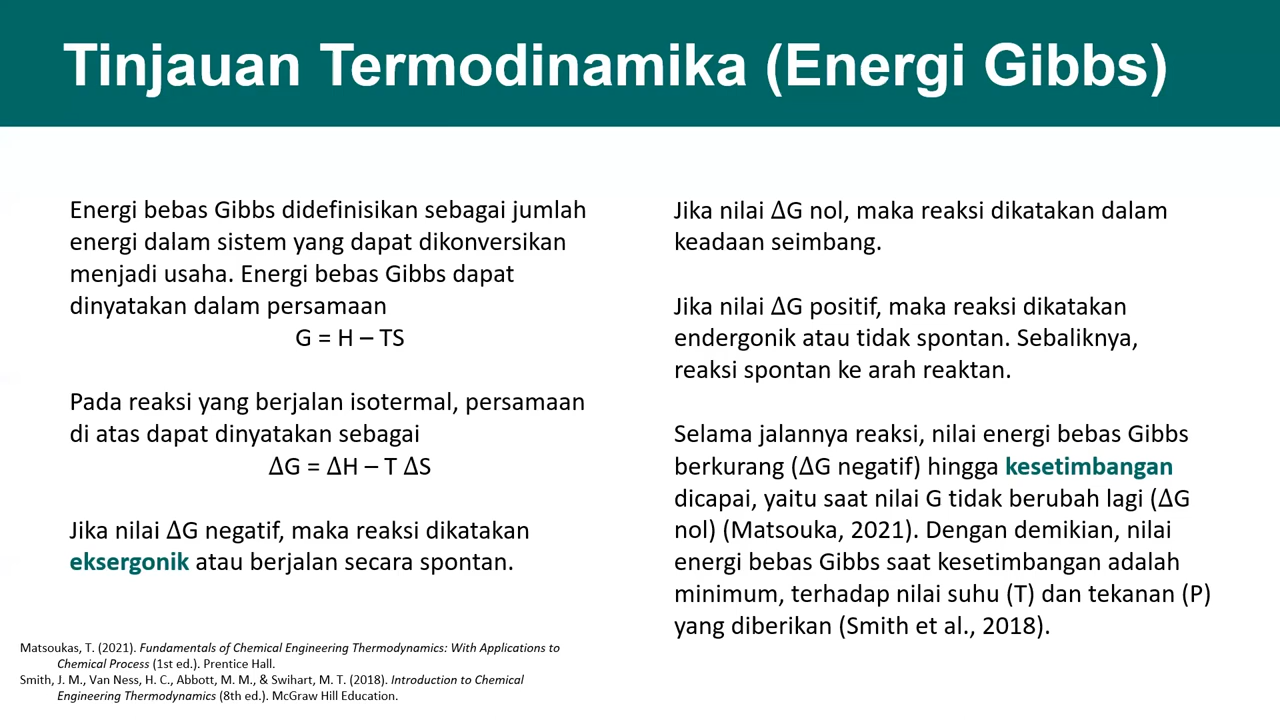 Tinjauan Termodinamika (Energi Gibbs)
Energi bebas Gibbs didefinisikan sebagai jumlah
energi dalam sistem yang dapat dikonversikan
menjadi usaha. Energi bebas Gibbs dapat
dinyatakan dalam persamaan
G = H – TS
Pada reaksi yang berjalan isotermal, persamaan
di atas dapat dinyatakan sebagai
ΔG = ΔH – T ΔS
Jika nilai ΔG negatif, maka reaksi dikatakan
eksergonik atau berjalan secara spontan.
Jika nilai ΔG nol, maka reaksi dikatakan dalam
keadaan seimbang.
Jika nilai ΔG positif, maka reaksi dikatakan
endergonik atau tidak spontan. Sebaliknya,
reaksi spontan ke arah reaktan.
Selama jalannya reaksi, nilai energi bebas Gibbs
berkurang (ΔG negatif) hingga kesetimbangan
dicapai, yaitu saat nilai G tidak berubah lagi (ΔG
nol) (Matsouka, 2021). Dengan demikian, nilai
energi bebas Gibbs saat kesetimbangan adalah
minimum, terhadap nilai suhu (T) dan tekanan (P)
yang diberikan (Smith et al., 2018).
Matsoukas, T. (2021). Fundamentals of Chemical Engineering Thermodynamics: With Applications to
Chemical Process (1st ed.). Prentice Hall.
Smith, J. M., Van Ness, H. C., Abbott, M. M., & Swihart, M. T. (2018). Introduction to Chemical
Engineering Thermodynamics (8th ed.). McGraw Hill Education.